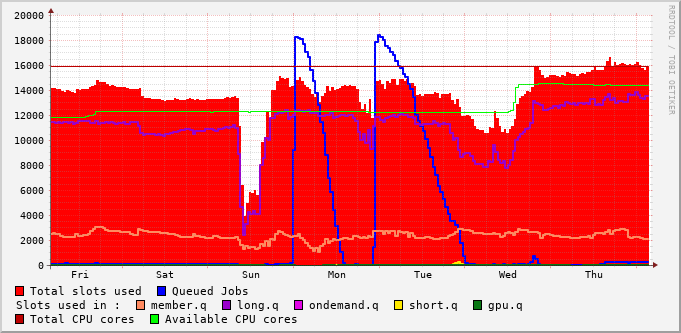 20000
18000
16000
14000
12000
10000
8000
6000
4000
2000
0
Fri Sat Sun Mon Tue Wed Thu
RRDTOOL / TOBI OETIKER
Total slots used Queued Jobs
Slots used in : member.q long.q ondemand.q short.q gpu.q
Total CPU cores Available CPU cores